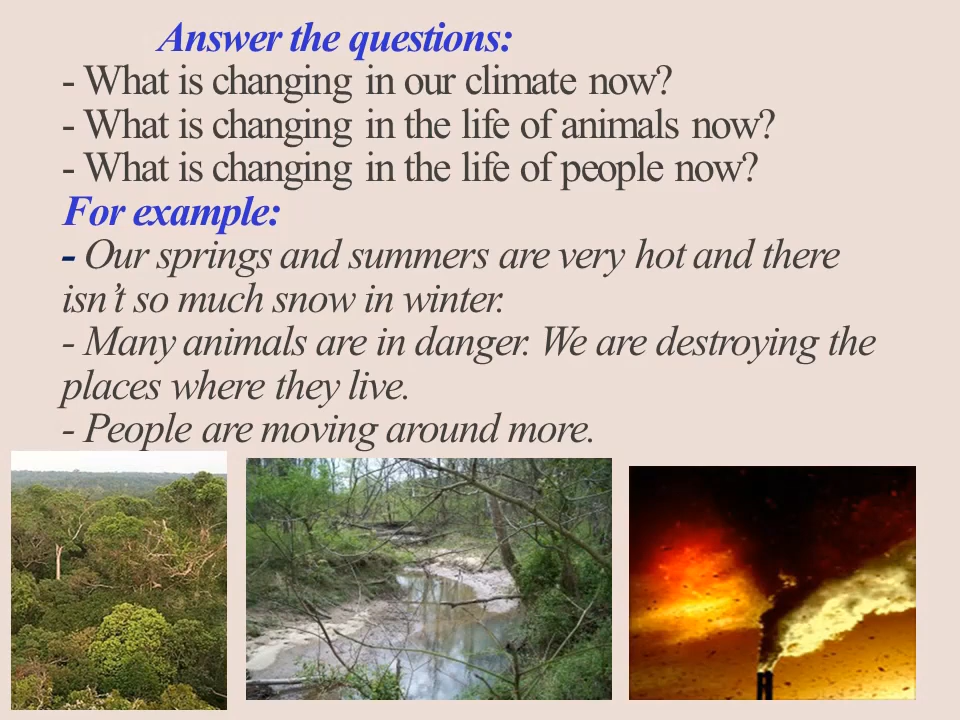 Answer the questions:
- What is changing in our climate now?
- What is changing in the life of animals now?
- What is changing in the life of people now?
For example:
- Our springs and summers are very hot and there
isn’t so much snow in winter.
- Many animals are in danger. We are destroying the
places where they live.
- People are moving around more.